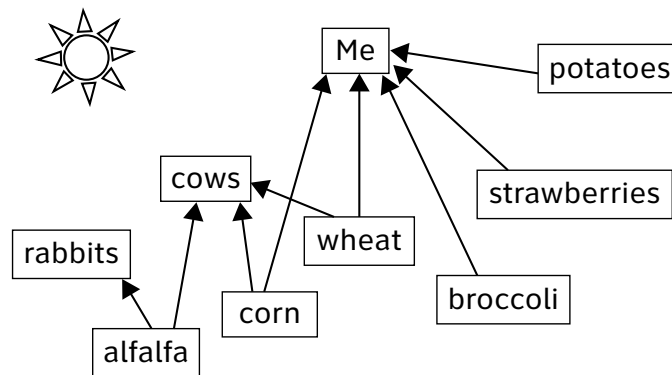 Me
potatoes
cows
strawberries
wheat
rabbits
broccoli
corn
alfalfa